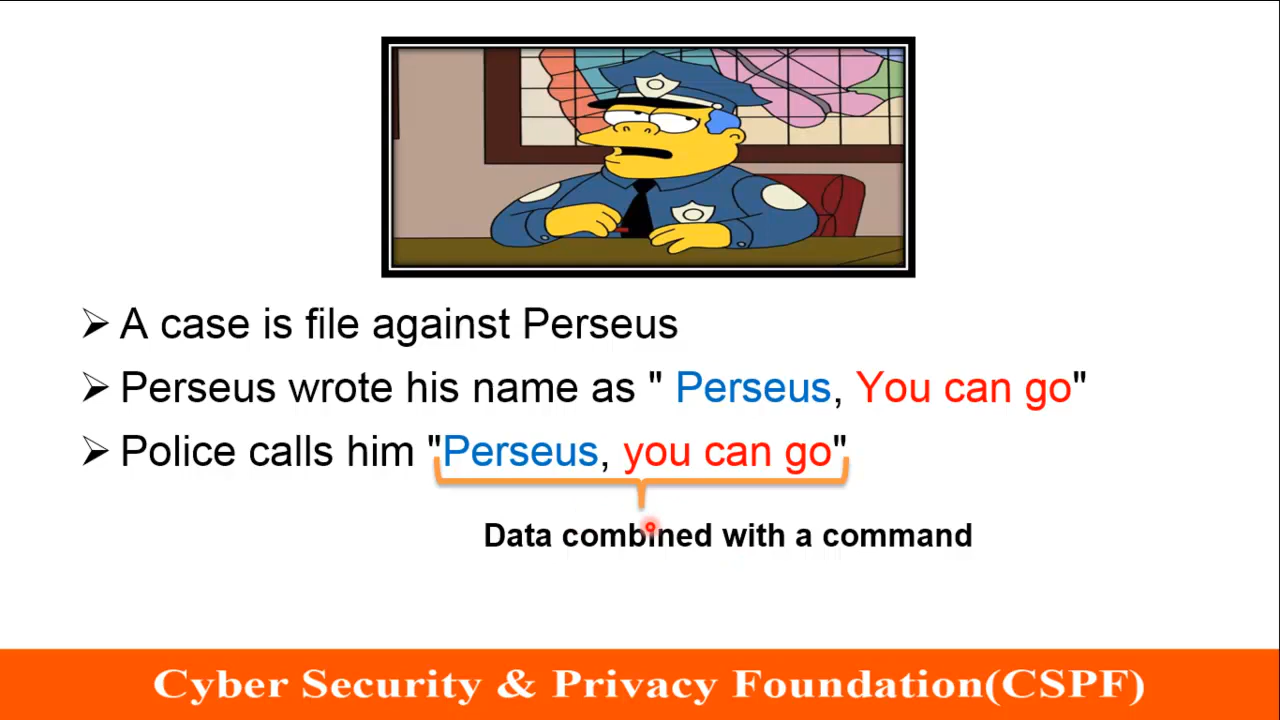 A case is file against Perseus
Perseus wrote his name as " Perseus, You can go"
Police calls him "Perseus, you can go"
Data combined with a command
Cyber Security & Privacy Foundation(CSPF)